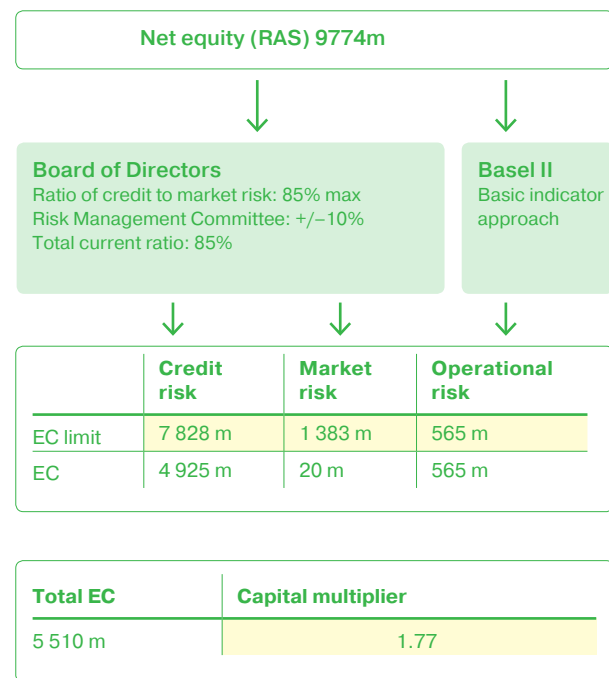 Net equity (RAS) 9774m
Board of Directors
Ratio of credit to market risk: 85% max
Risk Management Committee: +/–10%
Total current ratio: 85%
Basel II
Basic indicator
approach
Credit risk
Market risk
Operational risk
EC limit 7 828 m 1 383 m 565 m
EC 4 925 m 20 m 565 m
Total EC Capital multiplier
5 510 m 1.77